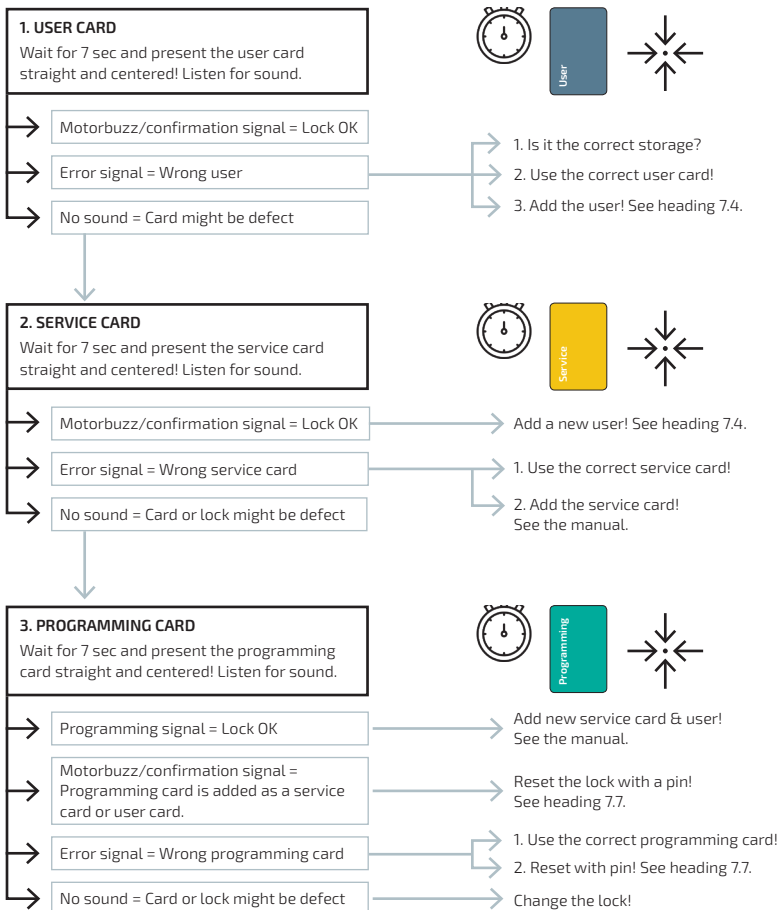 1. USER CARD
Wait for 7 sec and present the user card
straight and centered! Listen for sound.
User
Motorbuzz/confirmation signal = Lock OK
Error signal = Wrong user
No sound = Card might be defect
1. Is it the correct storage?
2. Use the correct user card!
3. Add the user! See heading 7.4.
2. SERVICE CARD
Wait for 7 sec and present the service card
straight and centered! Listen for sound.
Service
Motorbuzz/confirmation signal = Lock OK
Add a new user! See heading 7.4.
Error signal = Wrong service card
1. Use the correct service card!
No sound = Card or lock might be defect
2. Add the service card!
See the manual.
3. PROGRAMMING CARD
Wait for 7 sec and present the programming
card straight and centered! Listen for sound.
Programming
Programming signal = Lock OK
Add new service card & user!
See the manual.
Motorbuzz/confirmation signal =
Programming card is added as a service
card or user card.
Reset the lock with a pin!
See heading 7.7.
Error signal = Wrong programming card
1. Use the correct programming card!
2. Reset with pin! See heading 7.7.
No sound = Card or lock might be defect
Change the lock!